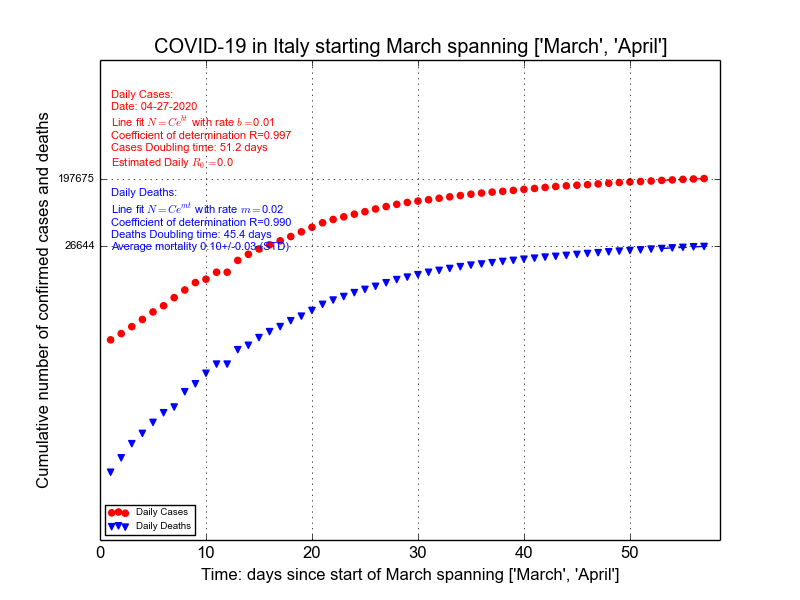 COVID-19 in Italy starting March spanning ['March', 'April']
Daily Cases:
Date: 04-27-2020
Line fit N=Ce^{bt} with rate b=0.01
Coefficient of determination R=0.997
Cases Doubling time: 51.2 days
Estimated Daily R_0:=0.0
Daily Deaths:
Line fit N=Ce^{mt} with rate m=0.02
Coefficient of determination R=0.990
Deaths Doubling time: 45.4 days
Average mortality 0.10+/-0.03 (STD)
197675
26644
Cumulative number of confirmed cases and deaths
Daily Cases
Daily Deaths
0 10 20 30 40 50
Time: days since start of March spanning ['March', 'April']